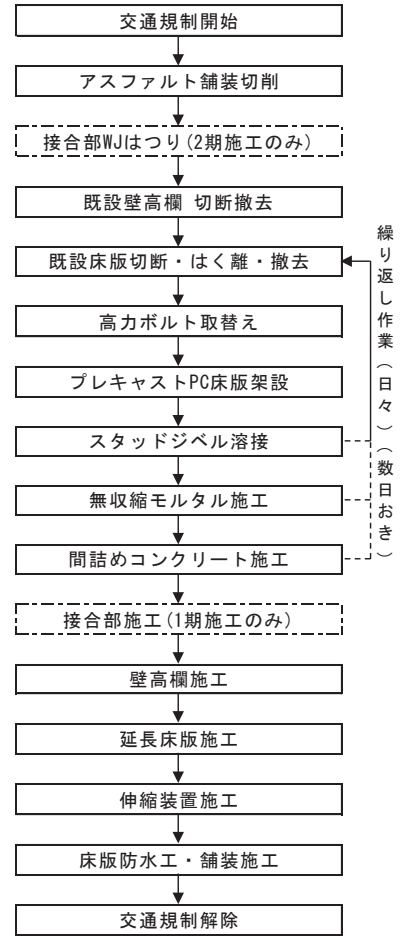 交通規制開始
アスファルト舗装切削
接合部WJはつり(2期施工のみ)
既設壁高欄 切断撤去
既設床版切断・はく離・撤去
高力ボルト取替え
プレキャストPC床版架設
スタッドジベル溶接
無収縮モルタル施工
間詰めコンクリート施工
接合部施工(1期施工のみ)
壁高欄施工
延長床版施工
伸縮装置施工
床版防水工・舗装施工
交通規制解除
繰り返し作業(日々)(数日おき)